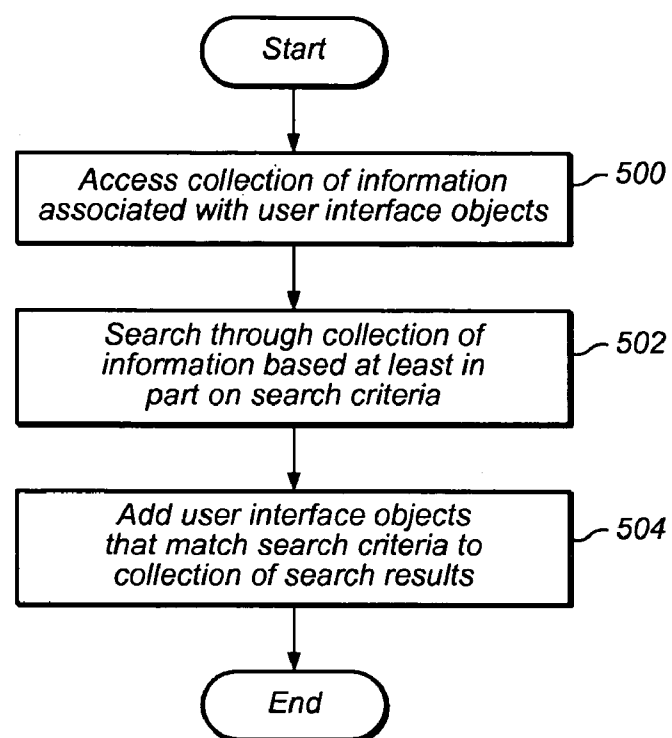 Start
Access collection of information
associated with user interface objects
500
Search through collection of
information based at least in
part on search criteria
502
Add user interface objects
that match search criteria to
collection of search results
504
End